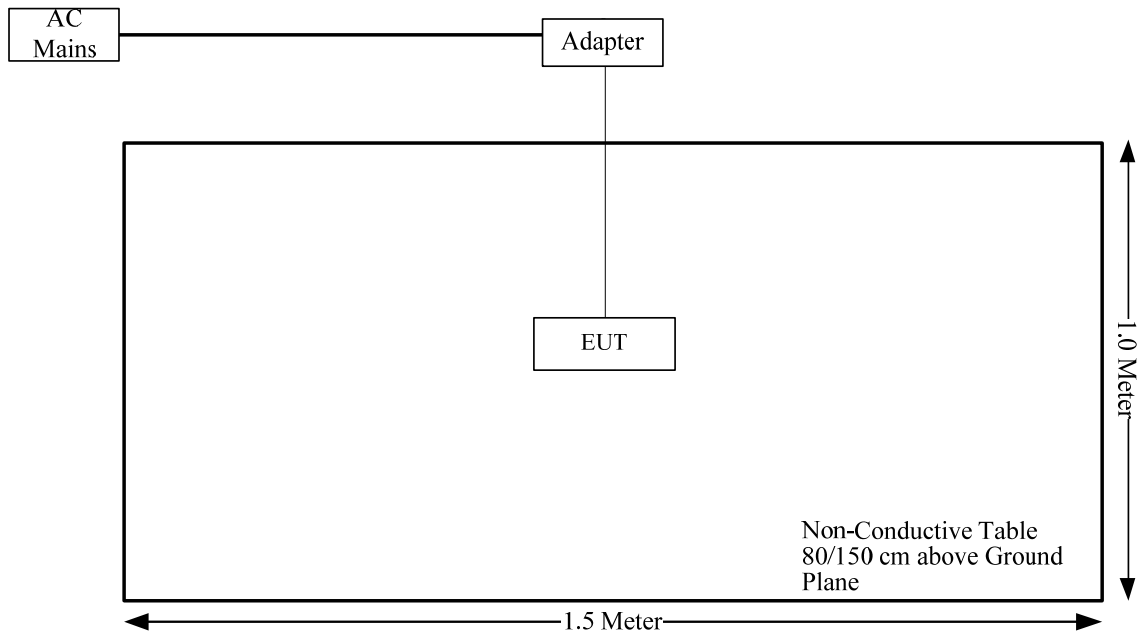 AC
Mains
Adapter
EUT
1.0 Meter
Non-Conductive Table
80/150 cm above Ground
Plane
1.5 Meter